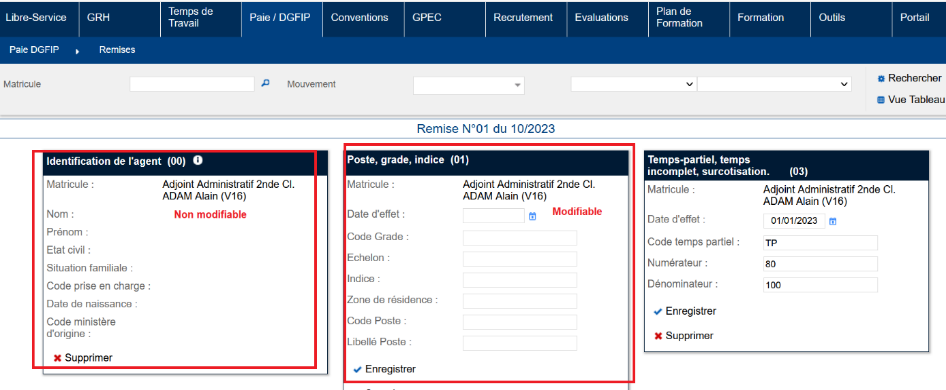 Libre-Service GRH Temps de Travail Paie / DGFIP Conventions GPEC Recrutement Evaluations Plan de Formation Formation Outils Portail
Paie DGFIP Remises
Matricule Mouvement Rechercher
Vue Tableau
Remise N°01 du 10/2023
Identification de l'agent (00)
Matricule : Adjoint Administratif 2nde Cl.
ADAM Alain (V16)
Nom : Non modifiable
Prénom :
Etat civil :
Situation familiale :
Code prise en charge :
Date de naissance :
Code ministère
d'origine :
Supprimer
Poste, grade, indice (01)
Matricule : Adjoint Administratif 2nde Cl.
ADAM Alain (V16)
Date d'effet : Modifiable
Code Grade :
Echelon :
Indice :
Zone de résidence :
Code Poste :
Libellé Poste :
Enregistrer
Temps-partiel, temps
incomplet, surcotisation. (03)
Matricule : Adjoint Administratif 2nde Cl.
ADAM Alain (V16)
Date d'effet : 01/01/2023
Code temps partiel : TP
Numérateur : 80
Dénominateur : 100
Enregistrer
Supprimer